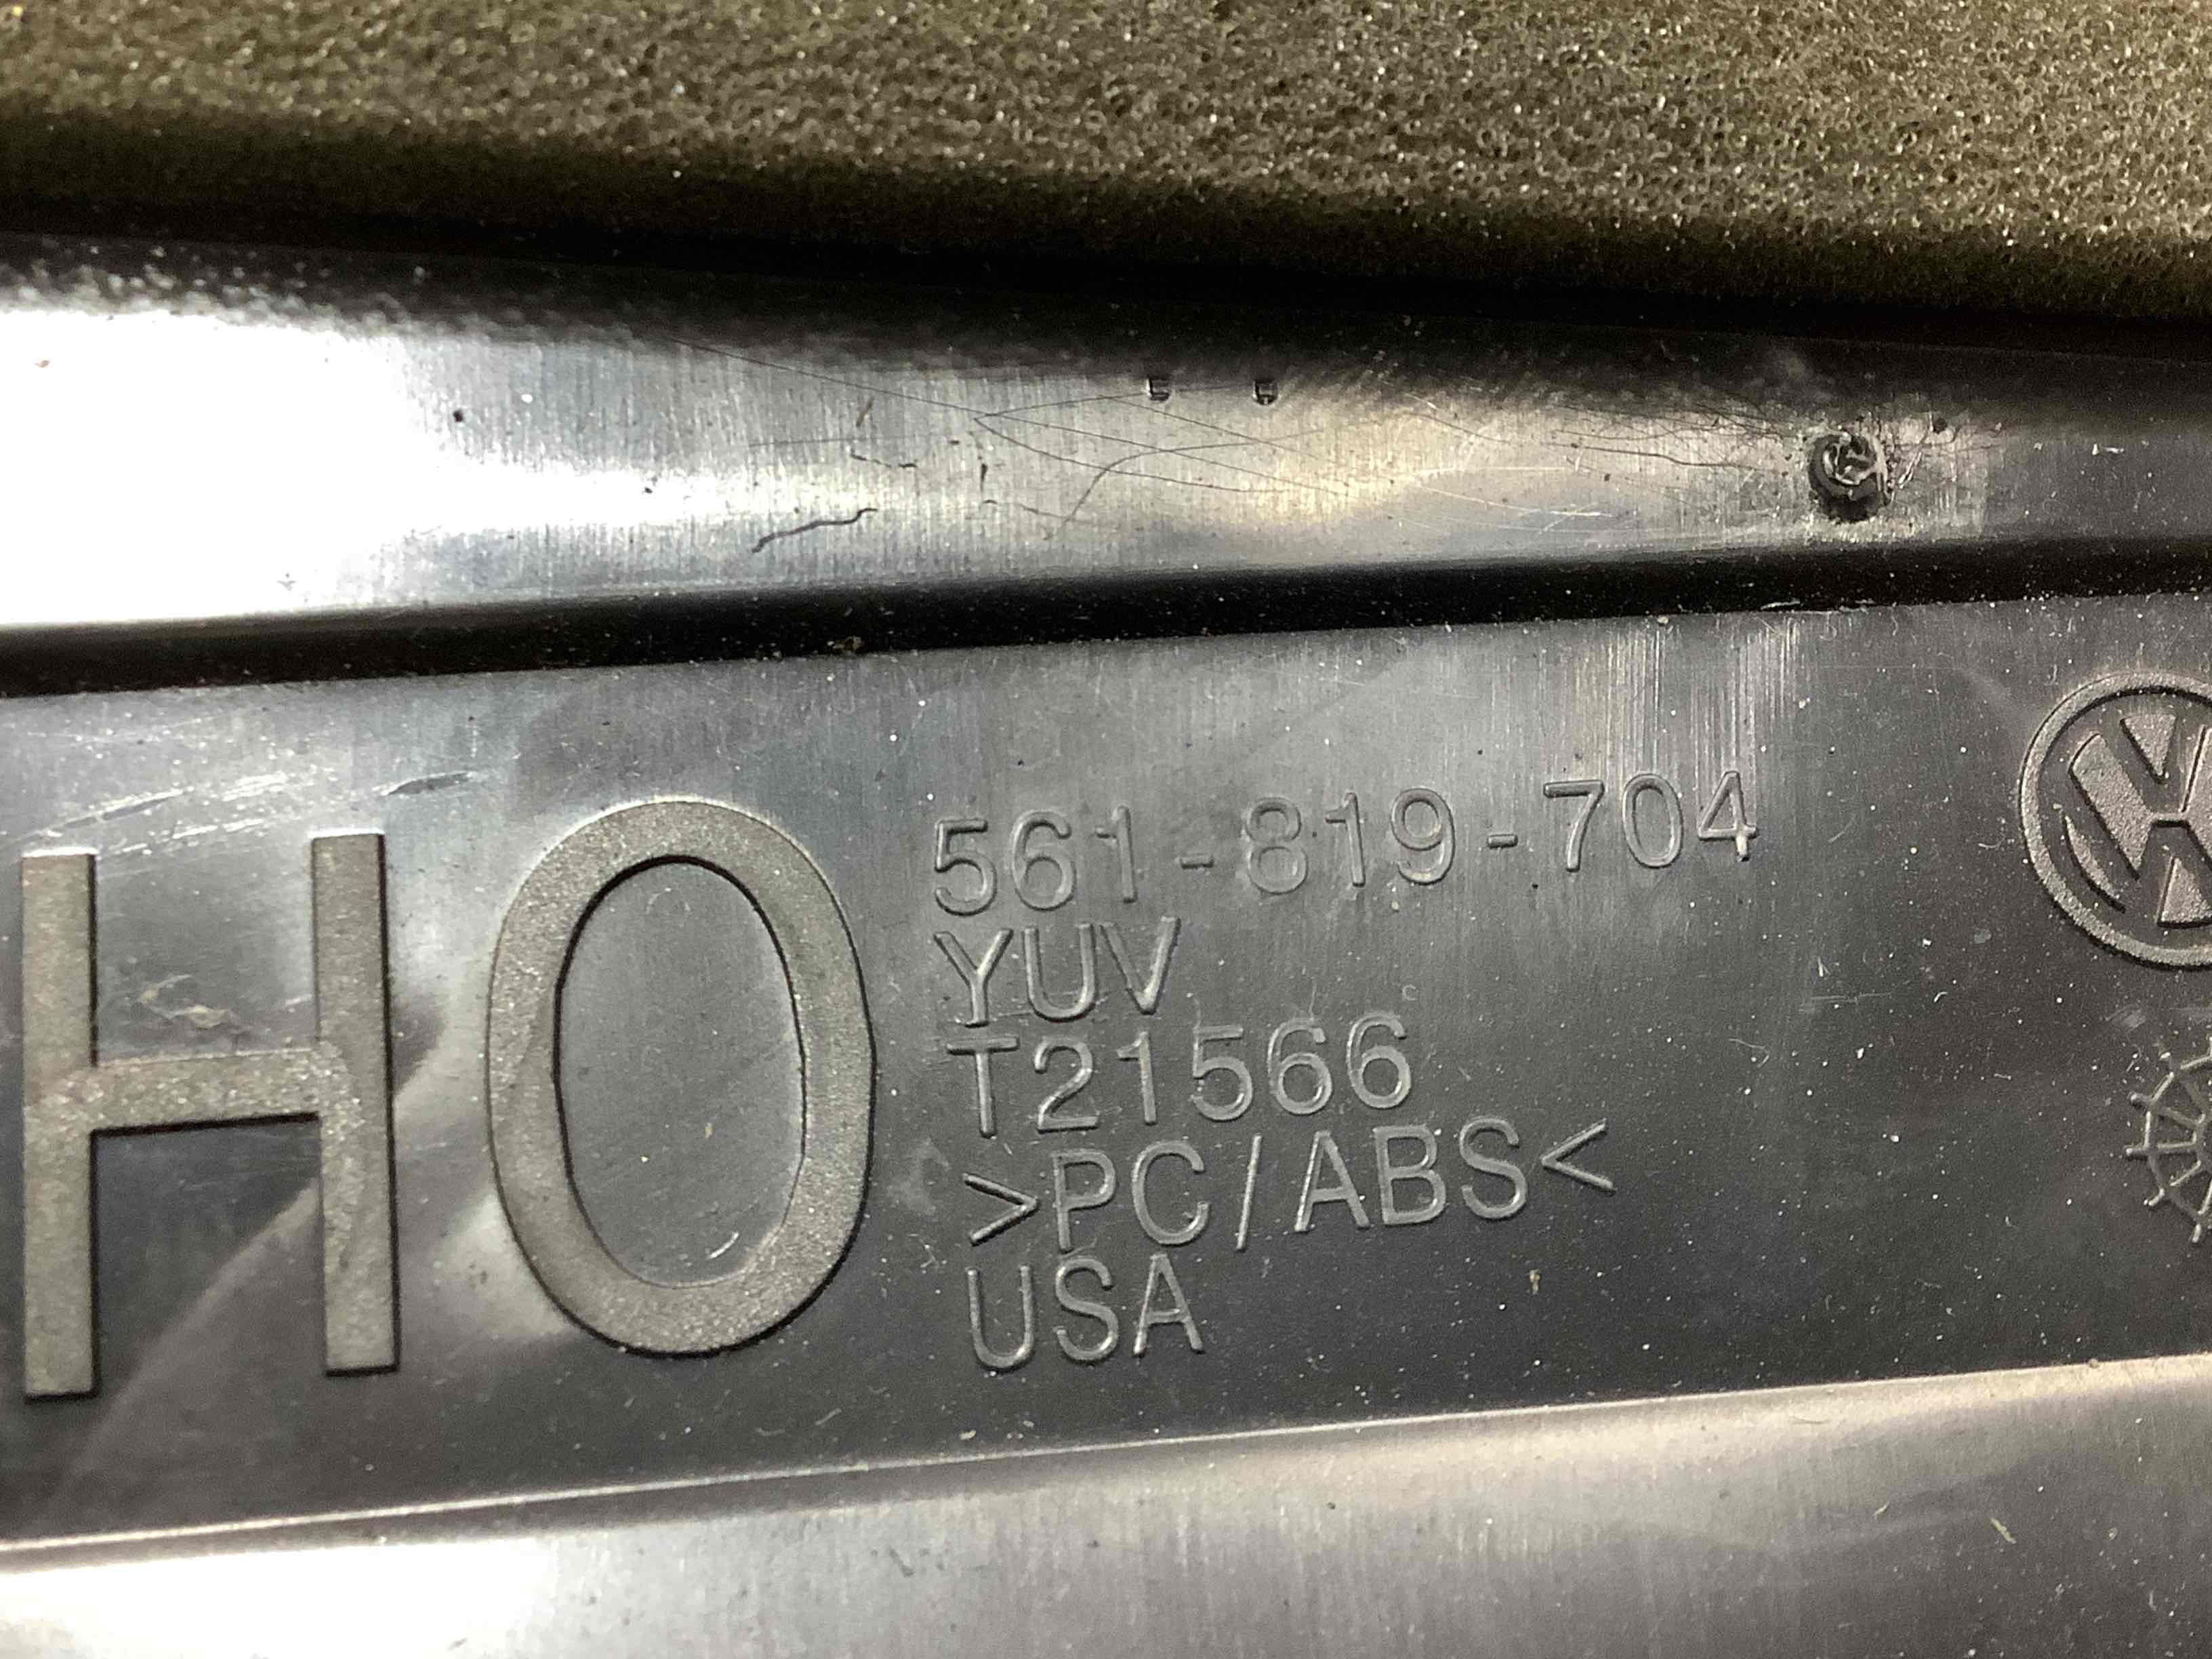 HO
561-819-704
YUV
T21566
>PC/ABS<
USA